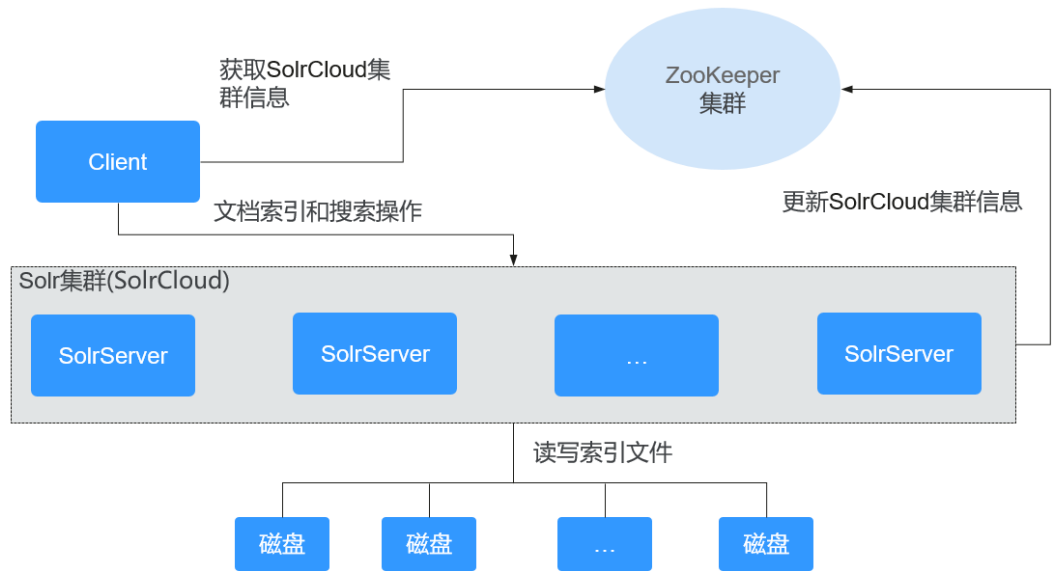 获取SolrCloud集
群信息
ZooKeeper
集群
Client
文档索引和搜索操作
更新SolrCloud集群信息
Solr集群(SolrCloud)
SolrServer
SolrServer
...
SolrServer
读写索引文件
磁盘
磁盘
...
磁盘